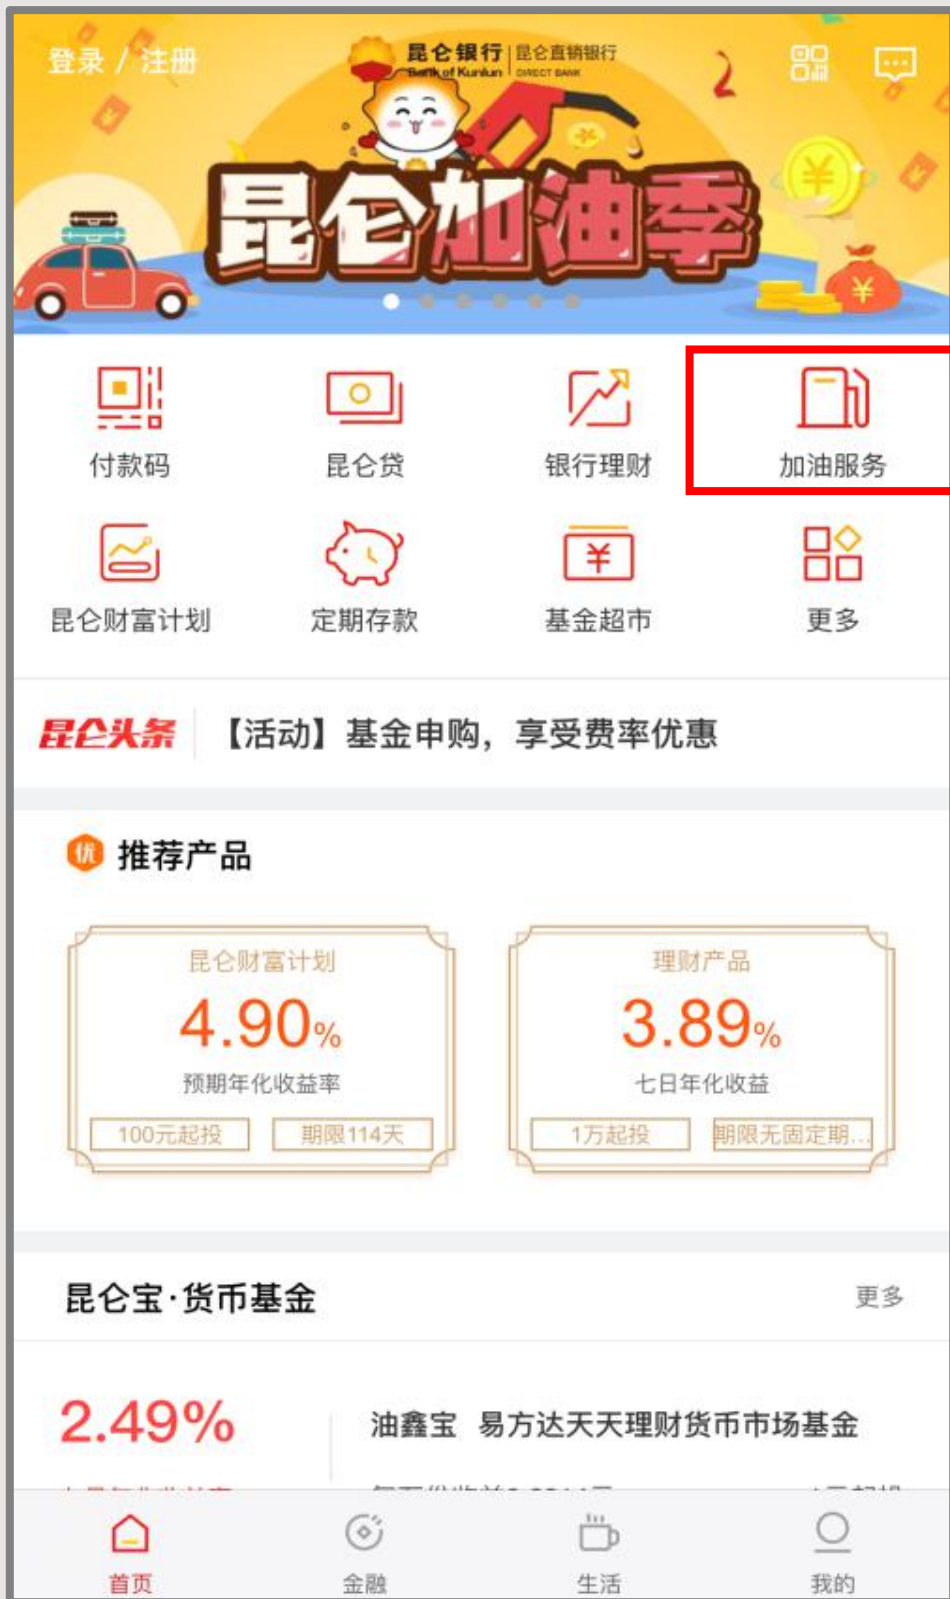 登录 / 注册
昆仑银行 昆仑直销银行
Bank of Kunlun DIRECT BANK
昆仑加油季
付款码 昆仑贷 银行理财 加油服务
昆仑财富计划 定期存款 基金超市 更多
昆仑头条 【活动】基金申购，享受费率优惠
优 推荐产品
昆仑财富计划 理财产品
4.90% 3.89%
预期年化收益率 七日年化收益
100元起投 期限114天 1万起投 期限无固定期...
昆仑宝·货币基金 更多
2.49% 油鑫宝 易方达天天理财货币市场基金
首页 金融 生活 我的